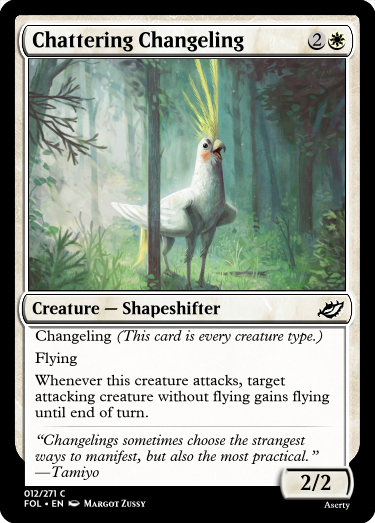 Chattering Changeling 2
Creature — Shapeshifter
Changeling (This card is every creature type.)
Flying
Whenever this creature attacks, target
attacking creature without flying gains flying
until end of turn.
“Changelings sometimes choose the strangest
ways to manifest, but also the most practical.”
—Tamiyo
2/2
012/271 C
FOL • EN Margot Zussy
Aserty